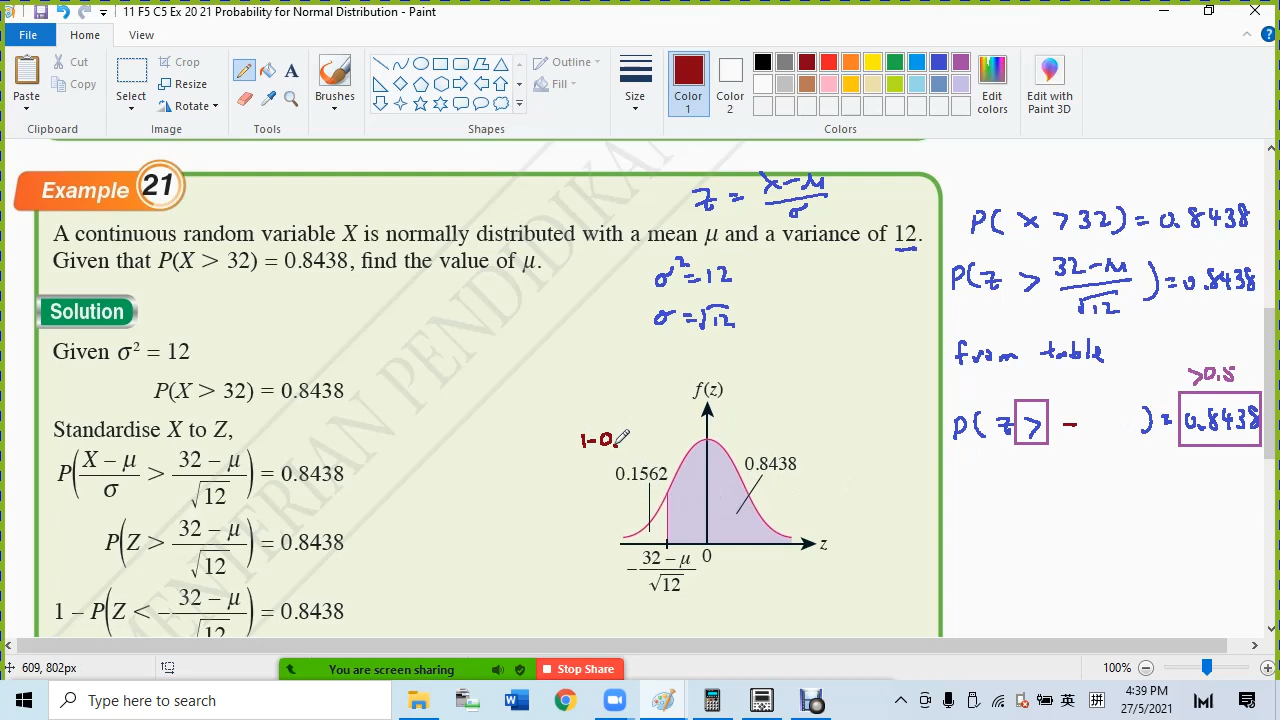 11 F5 C5 Ex 20 21 Probability for Normal Distribution - Paint
File Home View
Paste Cut Copy Clipboard
Select Crop Resize Rotate Image
Tools
Brushes
Outline Fill Shapes
Size
Color 1 Color 2 Edit colors Colors
Edit with Paint 3D
Example 21
z = x-μ/σ
A continuous random variable X is normally distributed with a mean μ and a variance of 12.
Given that P(X > 32) = 0.8438, find the value of μ.
σ² = 12
σ = √12
Solution
Given σ² = 12
P(X > 32) = 0.8438
Standardise X to Z,
P(X − μ/σ > 32 − μ/√12) = 0.8438
P(Z > 32 − μ/√12) = 0.8438
1 – P(Z < – 32 – μ/√12) = 0.8438
f(z)
1-0.
0.1562
0.8438
−32 − μ/√12
0
z
KEMENTERIAN PENDIDIKAN
P( X > 32) = 0.8438
P( Z > 32-μ/√12 ) = 0.8438
from table
>0.5
P( Z > - ) = 0.8438
609, 802px
You are screen sharing
Stop Share
100%
Type here to search
英
拼
4:39 PM
27/5/2021